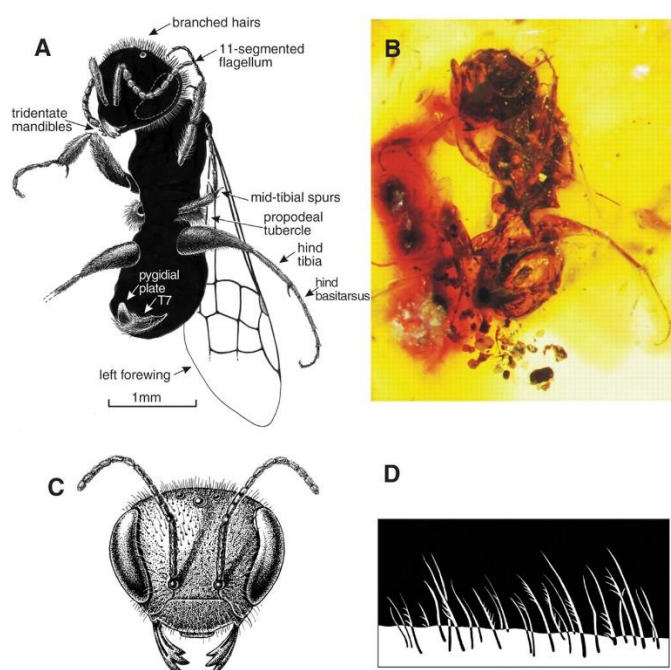 branched hairs
A
11-segmented
flagellum
B
tridentate
mandibles
mid-tibial spurs
propodeal
tubercle
hind
tibia
pygidial
plate
T7
hind
basitarsus
left forewing
1mm
C
D